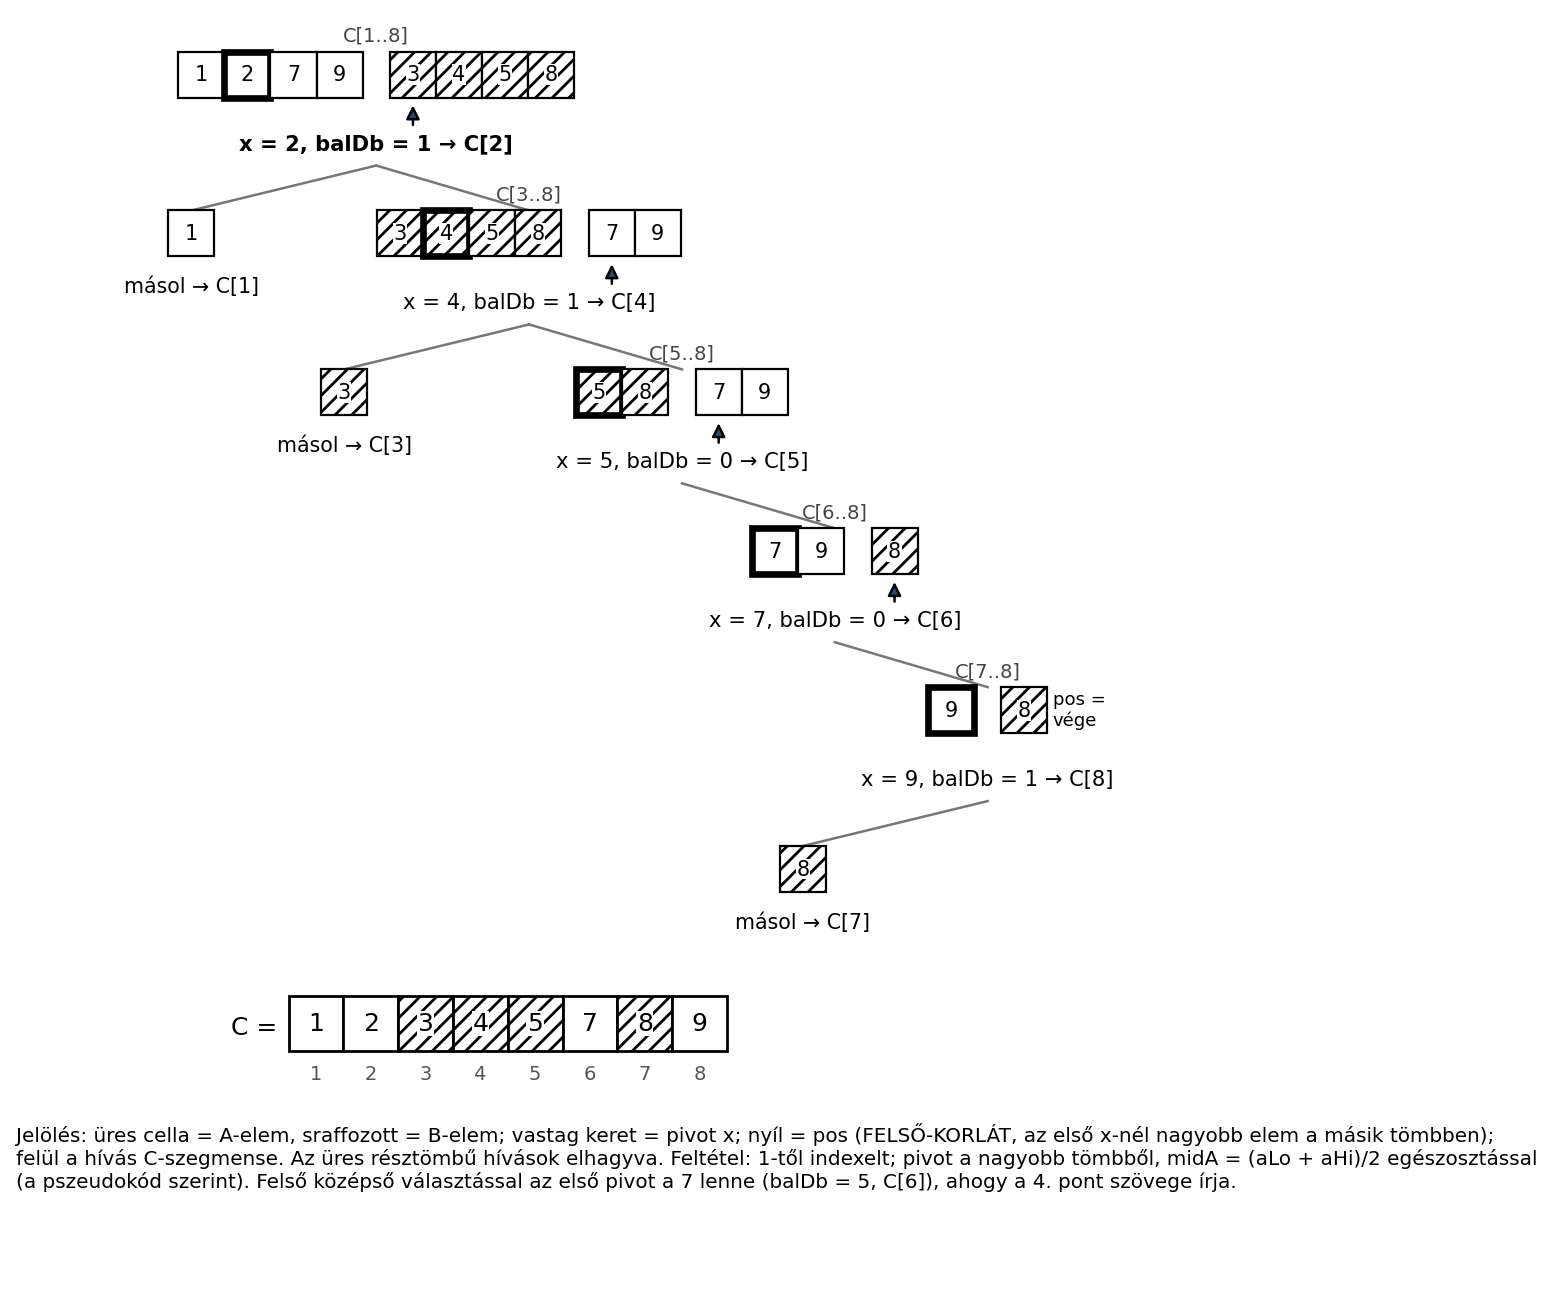 C[1..8]
1 2 7 9 3 4 5 8
x = 2, balDb = 1 → C[2]
C[3..8]
1 3 4 5 8 7 9
másol → C[1]
x = 4, balDb = 1 → C[4]
C[5..8]
3 5 8 7 9
másol → C[3]
x = 5, balDb = 0 → C[5]
C[6..8]
7 9 8
x = 7, balDb = 0 → C[6]
C[7..8]
9 8 pos =
vége
x = 9, balDb = 1 → C[8]
8
másol → C[7]
C = 1 2 3 4 5 7 8 9
1 2 3 4 5 6 7 8
Jelölés: üres cella = A-elem, sraffozott = B-elem; vastag keret = pivot x; nyíl = pos (FELSŐ-KORLÁT, az első x-nél nagyobb elem a másik tömbben);
felül a hívás C-szegmense. Az üres résztömbű hívások elhagyva. Feltétel: 1-től indexelt; pivot a nagyobb tömbből, midA = (aLo + aHi)/2 egészosztással
(a pszeudokód szerint). Felső középső választással az első pivot a 7 lenne (balDb = 5, C[6]), ahogy a 4. pont szövege írja.